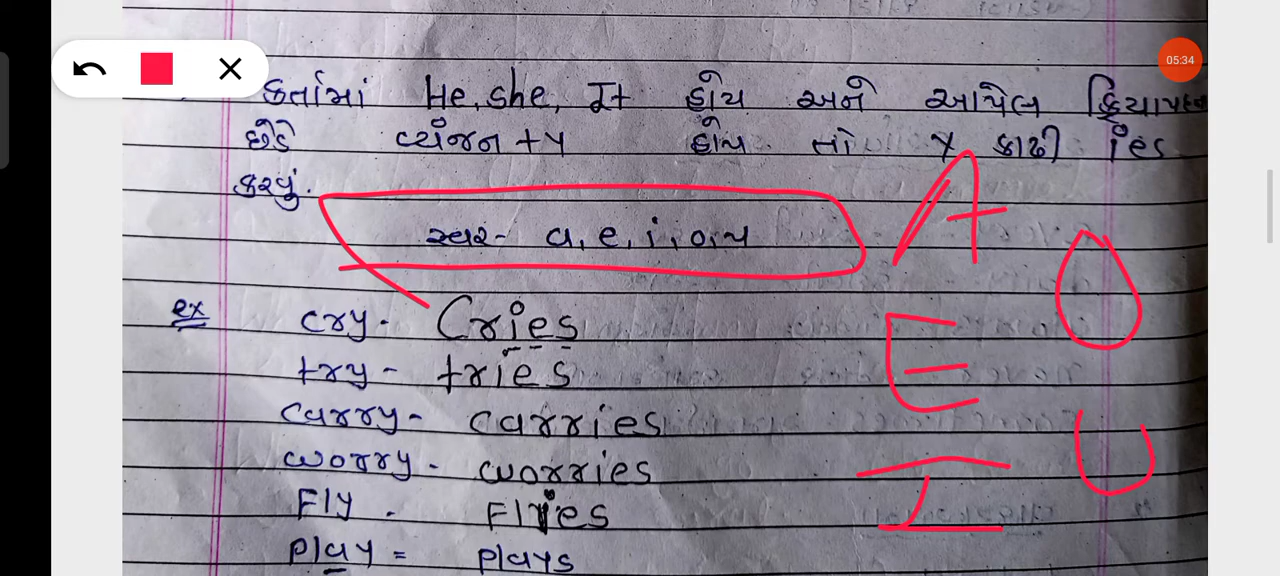 05:34
કર્તામાં He, she, It હોય અને આપેલ ક્રિયાપદન
છેડે વ્યંજન + y હોય તો y કાઢી ies
કરવું.
સ્વર- a, e, i, o, u
A
O
ex cry - Cries
try - tries
E
carry - carries
U
worry - worries
I
Fly - Flies
play = plays